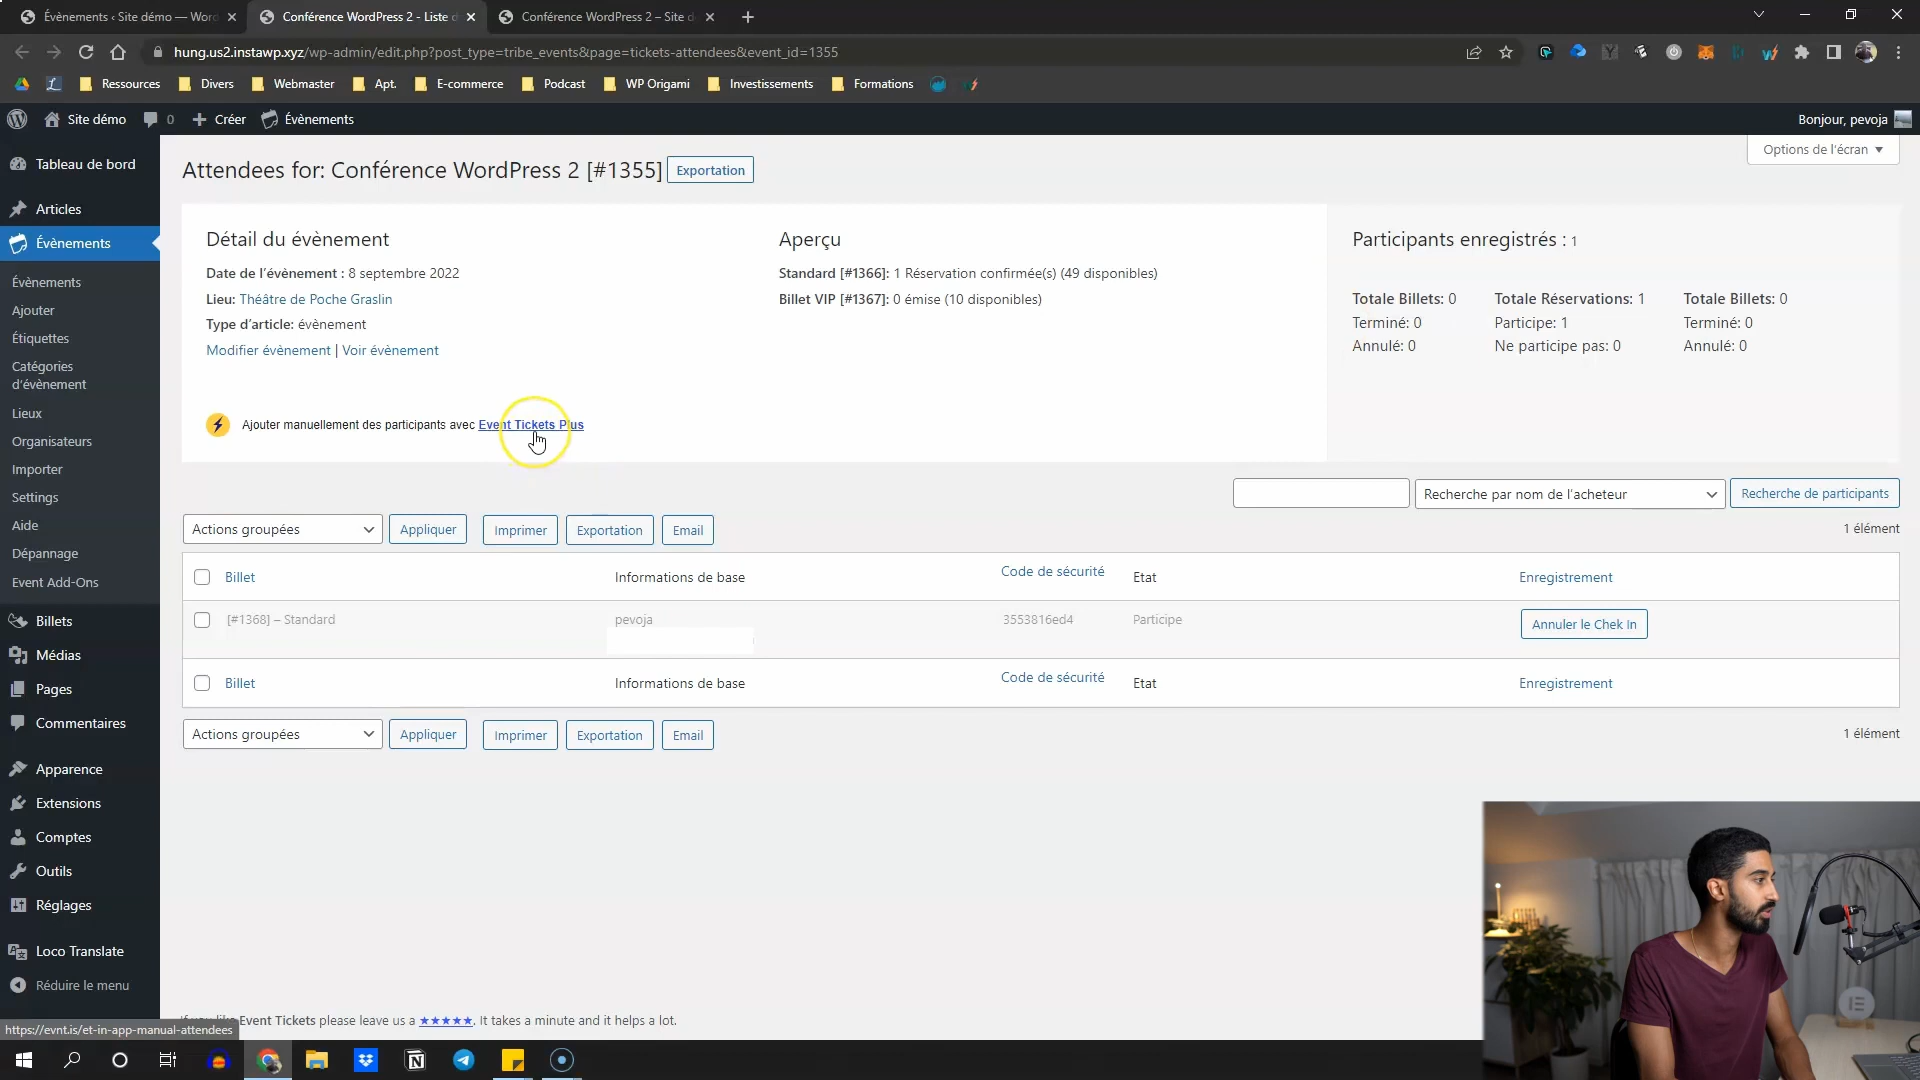 Évènements ‹ Site démo — Wor
Conférence WordPress 2 - Liste d
Conférence WordPress 2 – Site d
hung.us2.instawp.xyz/wp-admin/edit.php?post_type=tribe_events&page=tickets-attendees&event_id=1355
Ressources
Divers
Webmaster
Apt.
E-commerce
Podcast
WP Origami
Investissements
Formations
Site démo
0
Créer
Évènements
Bonjour, pevoja
Tableau de bord
Articles
Évènements
Évènements
Ajouter
Étiquettes
Catégories
d’évènement
Lieux
Organisateurs
Importer
Settings
Aide
Dépannage
Event Add-Ons
Billets
Médias
Pages
Commentaires
Apparence
Extensions
Comptes
Outils
Réglages
Loco Translate
Réduire le menu
Options de l’écran
Attendees for: Conférence WordPress 2 [#1355]
Exportation
Détail du évènement
Date de l’évènement : 8 septembre 2022
Lieu: Théâtre de Poche Graslin
Type d’article: évènement
Modifier évènement | Voir évènement
Ajouter manuellement des participants avec Event Tickets Plus
Aperçu
Standard [#1366]: 1 Réservation confirmée(s) (49 disponibles)
Billet VIP [#1367]: 0 émise (10 disponibles)
Participants enregistrés : 1
Totale Billets: 0
Terminé: 0
Annulé: 0
Totale Réservations: 1
Participe: 1
Ne participe pas: 0
Totale Billets: 0
Terminé: 0
Annulé: 0
Recherche par nom de l’acheteur
Recherche de participants
Actions groupées
Appliquer
Imprimer
Exportation
Email
1 élément
Billet
Informations de base
Code de sécurité
Etat
Enregistrement
[#1368] – Standard
pevoja
3553816ed4
Participe
Annuler le Chek In
Billet
Informations de base
Code de sécurité
Etat
Enregistrement
Actions groupées
Appliquer
Imprimer
Exportation
Email
1 élément
Event Tickets please leave us a ★★★★★. It takes a minute and it helps a lot.
https://evnt.is/et-in-app-manual-attendees